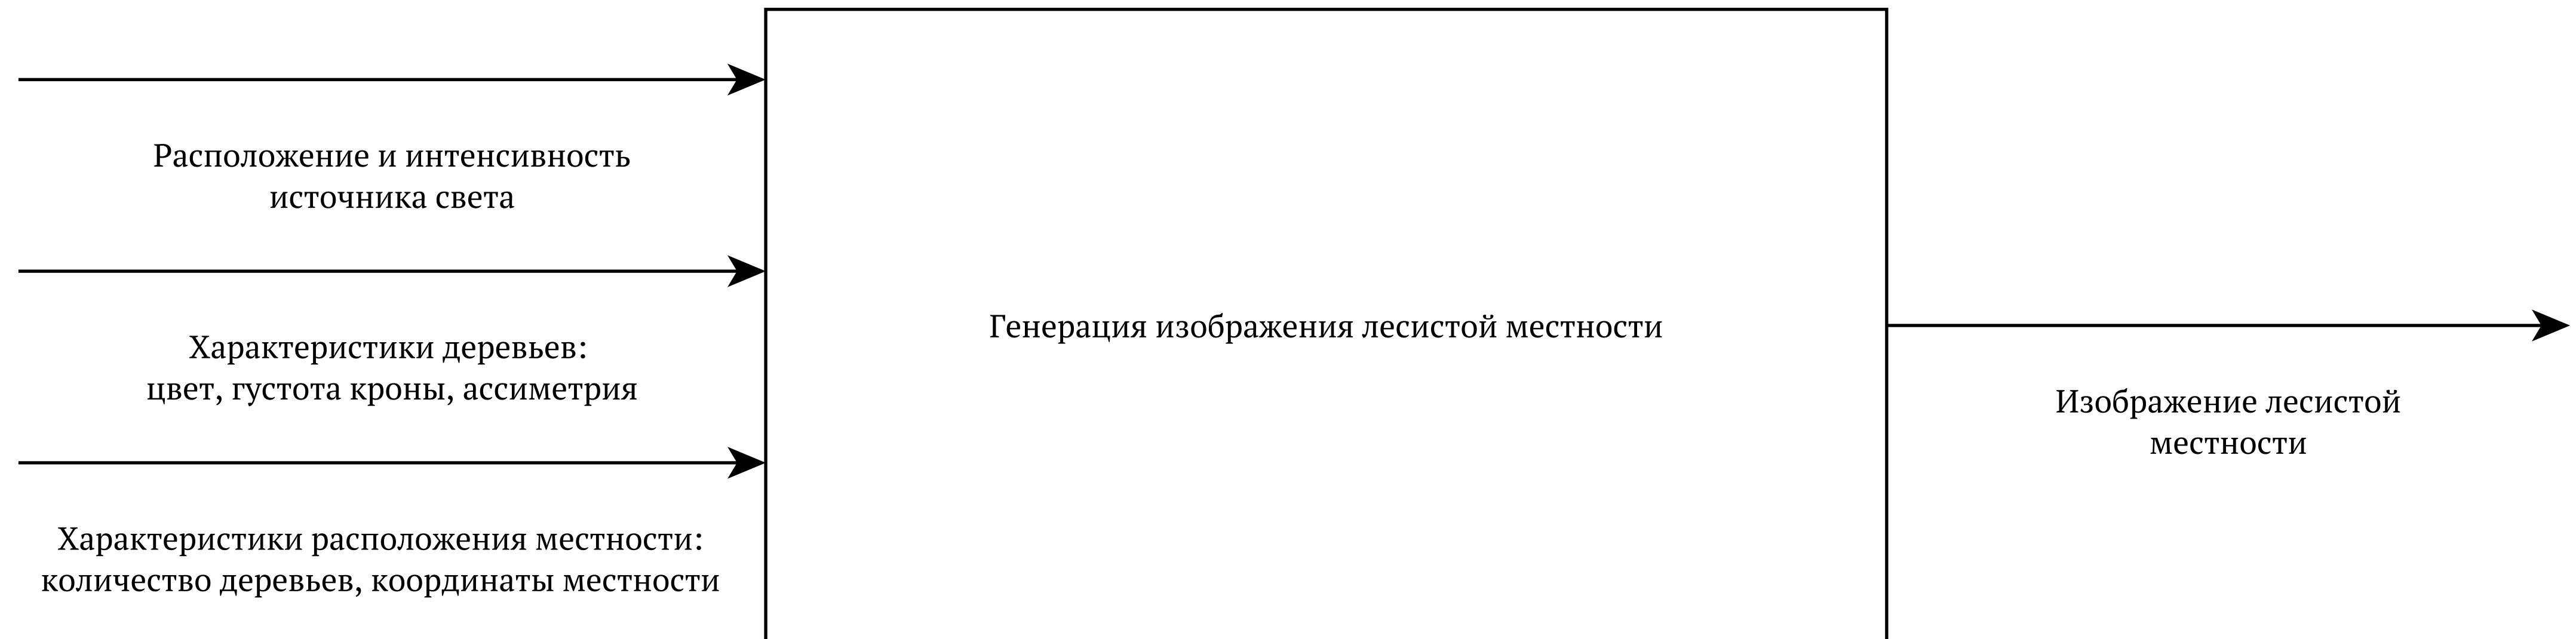 Расположение и интенсивность
источника света
Характеристики деревьев:
цвет, густота кроны, ассиметрия
Характеристики расположения местности:
количество деревьев, координаты местности
Генерация изображения лесистой местности
Изображение лесистой
местности